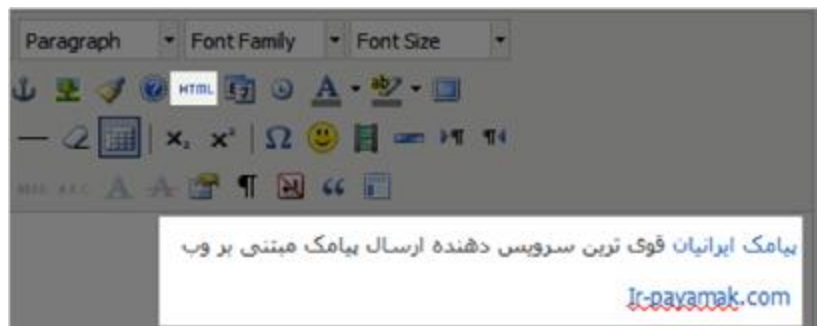 Paragraph Font Family Font Size
HTML
پیامک ایرانیان قوی ترین سرویس دهنده ارسال پیامک مبتنی بر وب
Ir-payamak.com